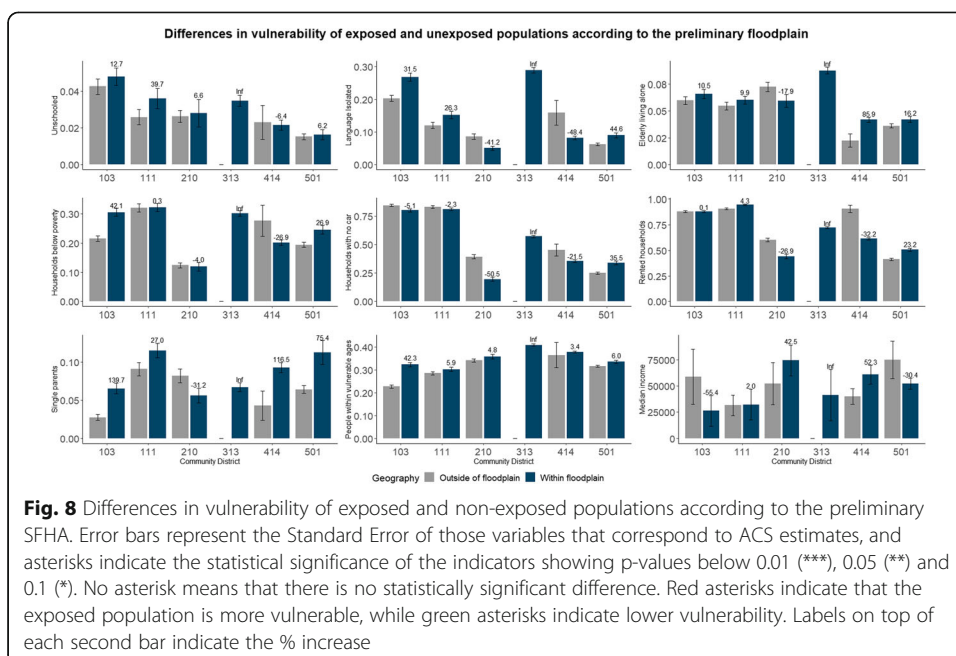 Differences in vulnerability of exposed and unexposed populations according to the preliminary floodplain
Unschooled
0.04
0.02
0.00
12.7
39.7
6.6
Inf
-6.4
6.2
103 111 210 313 414 501
Language Isolated
0.30
0.20
0.10
0.00
31.5
26.3
-41.2
Inf
-48.4
44.6
103 111 210 313 414 501
Elderly living alone
0.08
0.05
0.02
0.00
10.5
9.9
-17.9
Inf
85.9
16.2
103 111 210 313 414 501
Households below poverty
0.30
0.20
0.10
0.00
42.1
0.3
-4.0
Inf
-26.9
26.9
103 111 210 313 414 501
Households with no car
0.75
0.50
0.25
0.00
-5.1
-2.3
-50.5
Inf
-21.5
35.5
103 111 210 313 414 501
Rented households
1.00
0.75
0.50
0.25
0.00
0.1
4.3
-26.9
Inf
-32.2
23.2
103 111 210 313 414 501
Single parents
0.10
0.05
0.00
139.7
27.0
-31.2
Inf
116.5
75.4
103 111 210 313 414 501
Community District
People within vulnerable ages
0.40
0.30
0.20
0.10
0.00
42.3
5.9
4.8
Inf
3.4
6.0
103 111 210 313 414 501
Community District
Median income
75000
50000
25000
0
-55.4
2.0
42.5
Inf
52.3
-30.4
103 111 210 313 414 501
Community District
Geography Outside of floodplain Within floodplain
Fig. 8 Differences in vulnerability of exposed and non-exposed populations according to the preliminary
SFHA. Error bars represent the Standard Error of those variables that correspond to ACS estimates, and
asterisks indicate the statistical significance of the indicators showing p-values below 0.01 (***), 0.05 (**) and
0.1 (*). No asterisk means that there is no statistically significant difference. Red asterisks indicate that the
exposed population is more vulnerable, while green asterisks indicate lower vulnerability. Labels on top of
each second bar indicate the % increase